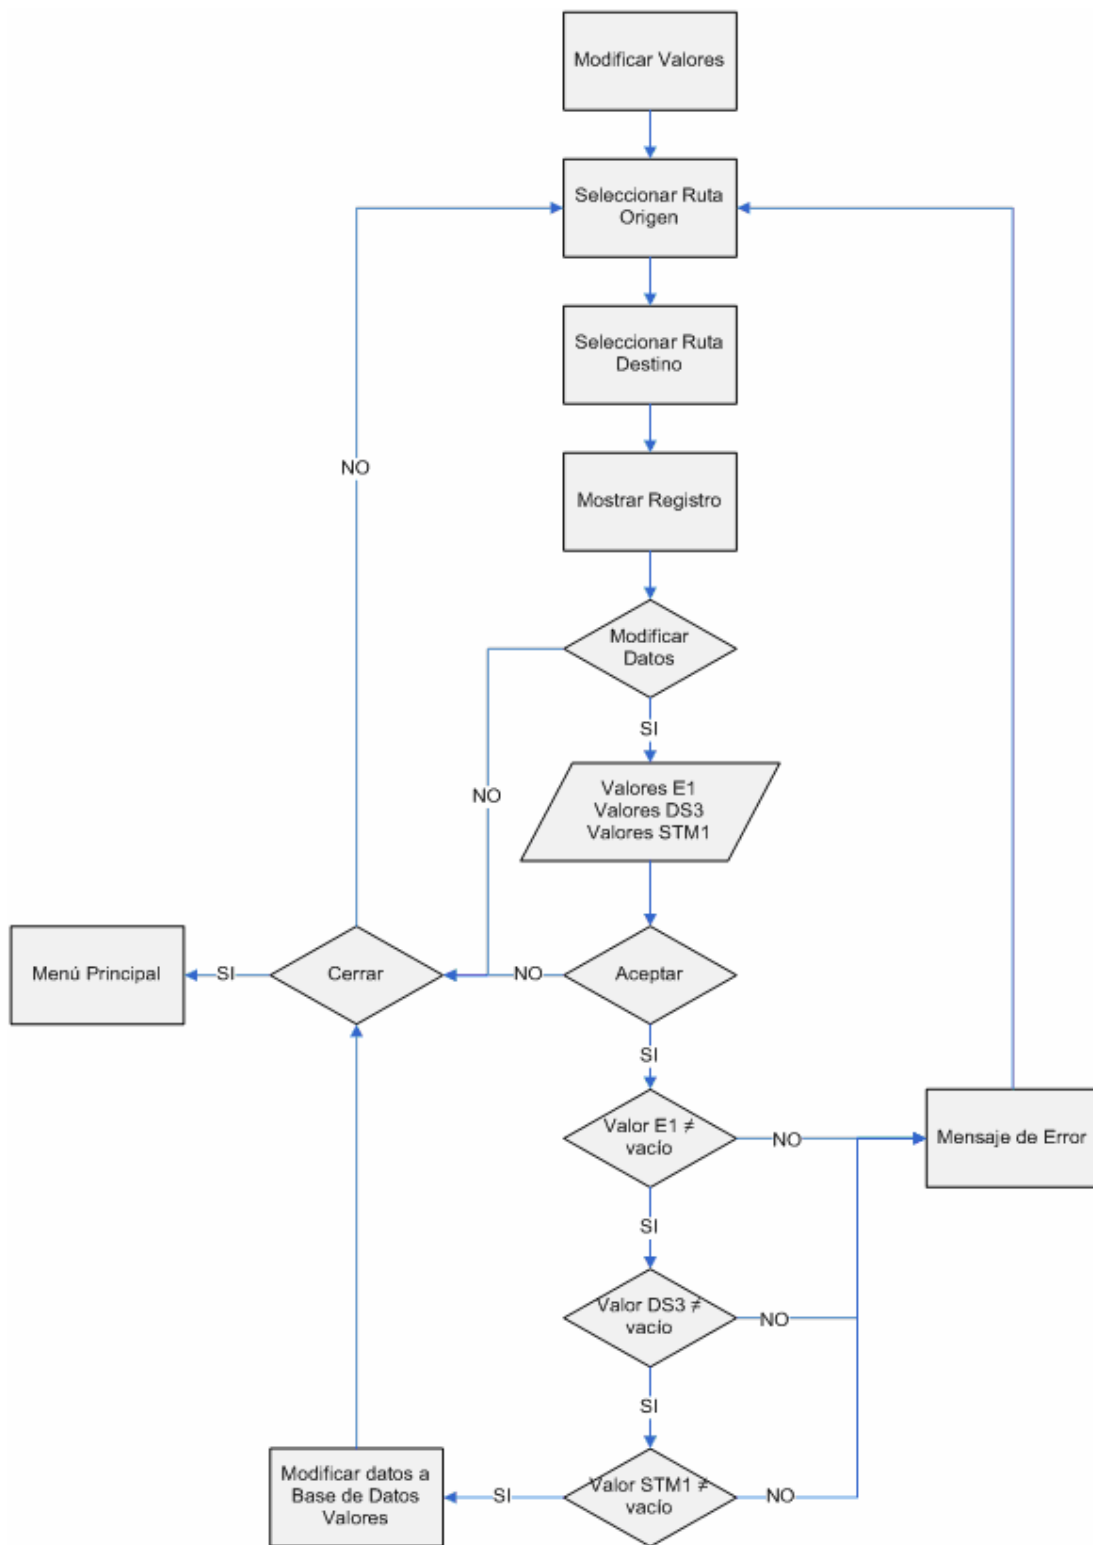 Modificar Valores
Seleccionar Ruta
Origen
Seleccionar Ruta
Destino
NO
Mostrar Registro
Modificar
Datos
SI
NO
Valores E1
Valores DS3
Valores STM1
Menú Principal
SI
Cerrar
NO
Aceptar
SI
Valor E1 ≠
vacío
NO
Mensaje de Error
SI
Valor DS3 ≠
vacío
NO
SI
Modificar datos a
Base de Datos
Valores
SI
Valor STM1 ≠
vacío
NO